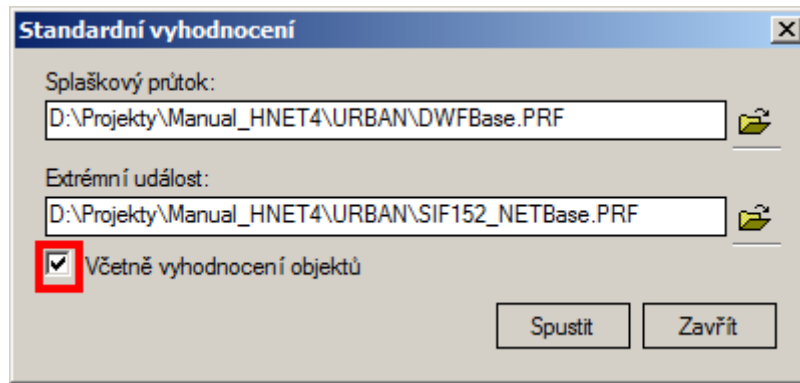 Standardní vyhodnocení
Splaškový průtok:
D:\Projekty\Manual_HNET4\URBAN\DWFBase.PRF
Extrémní událost:
D:\Projekty\Manual_HNET4\URBAN\SIF152_NETBase.PRF
Včetně vyhodnocení objektů
Spustit Zavřít